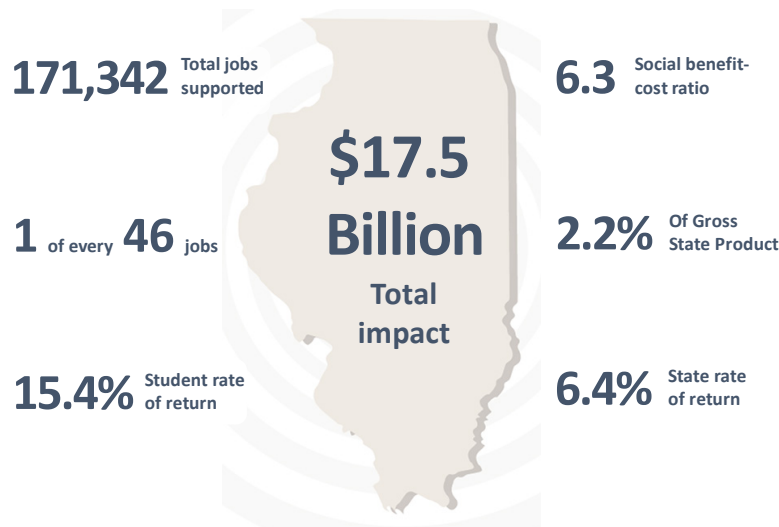 171,342 Total jobs
supported
1 of every 46 jobs
15.4% Student rate
of return
$17.5
Billion
Total
impact
6.3 Social benefit-
cost ratio
2.2% Of Gross
State Product
6.4% State rate
of return